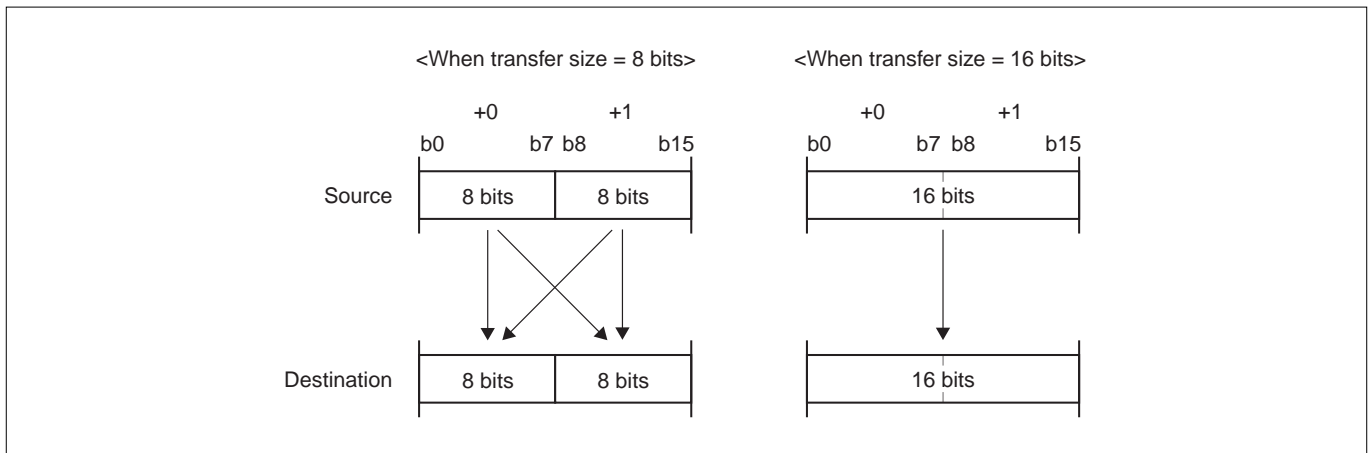 <When transfer size = 8 bits> <When transfer size = 16 bits>
+0 +1 +0 +1
b0 b7 b8 b15 b0 b7 b8 b15
Source 8 bits 8 bits 16 bits
Destination 8 bits 8 bits 16 bits